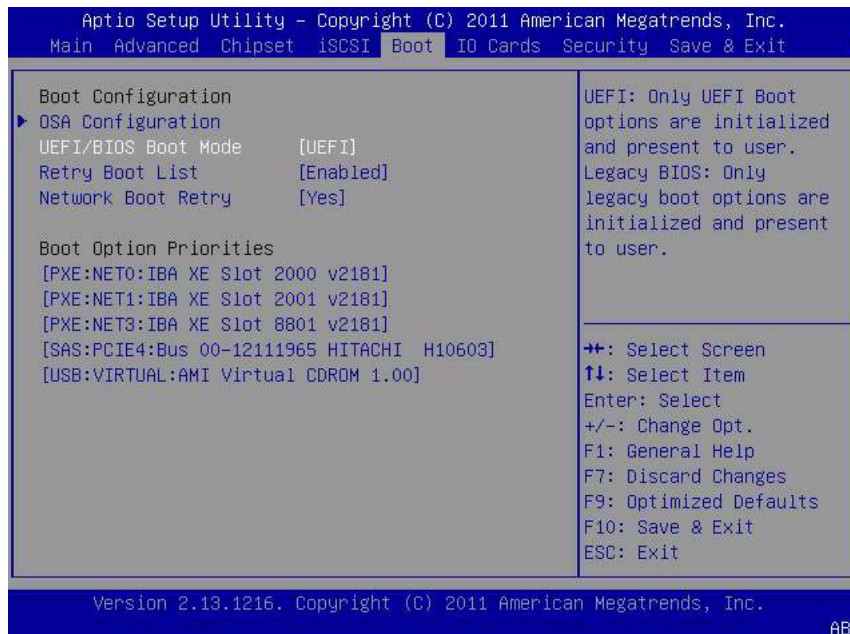 Aptio Setup Utility – Copyright (C) 2011 American Megatrends, Inc.
Main Advanced Chipset iSCSI Boot IO Cards Security Save & Exit
Boot Configuration
OSA Configuration
UEFI/BIOS Boot Mode [UEFI]
Retry Boot List [Enabled]
Network Boot Retry [Yes]
Boot Option Priorities
[PXE:NET0:IBA XE Slot 2000 v2181]
[PXE:NET1:IBA XE Slot 2001 v2181]
[PXE:NET3:IBA XE Slot 8801 v2181]
[SAS:PCIE4:Bus 00-12111965 HITACHI H10603]
[USB:VIRTUAL:AMI Virtual CDROM 1.00]
UEFI: Only UEFI Boot
options are initialized
and present to user.
Legacy BIOS: Only
legacy boot options are
initialized and present
to user.
→←: Select Screen
↑↓: Select Item
Enter: Select
+/-: Change Opt.
F1: General Help
F7: Discard Changes
F9: Optimized Defaults
F10: Save & Exit
ESC: Exit
Version 2.13.1216. Copyright (C) 2011 American Megatrends, Inc.
AB